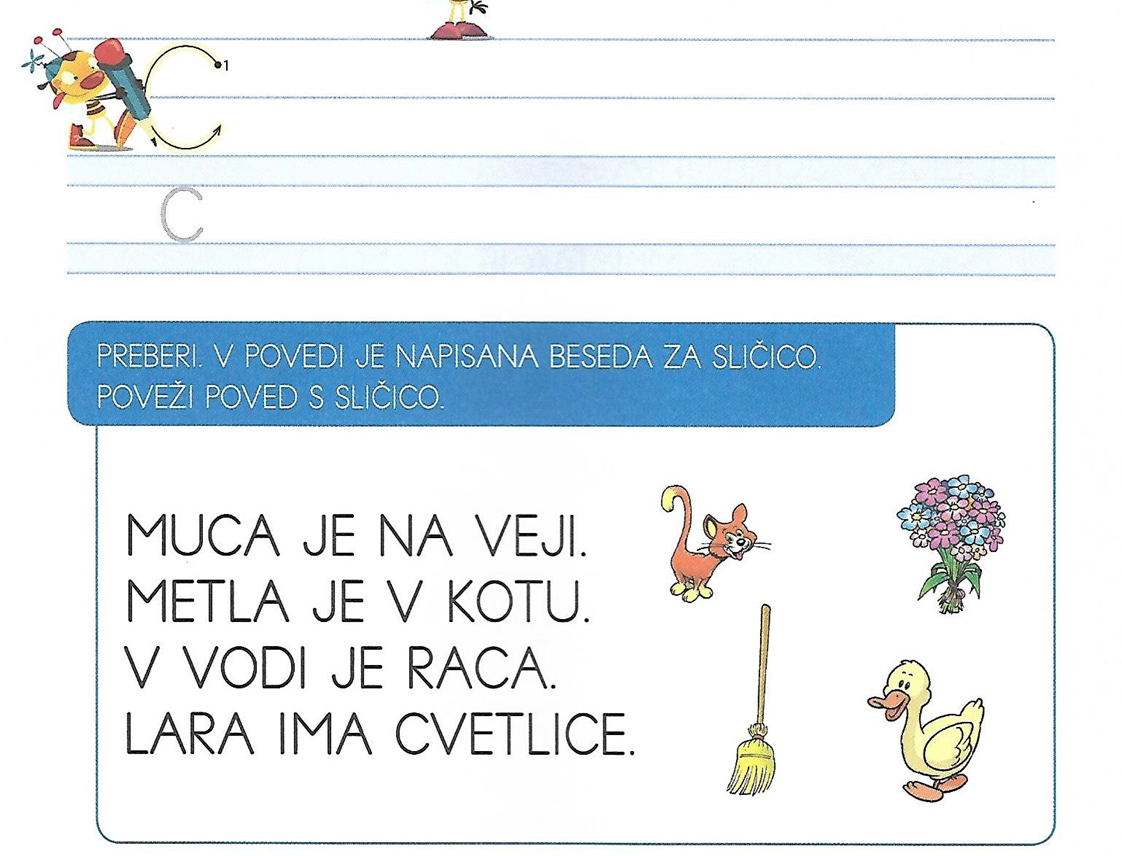 C 1
C
PREBERI. V POVEDI JE NAPISANA BESEDA ZA SLIČICO.
POVEŽI POVED S SLIČICO.
MUCA JE NA VEJI.
METLA JE V KOTU.
V VODI JE RACA.
LARA IMA CVETLICE.